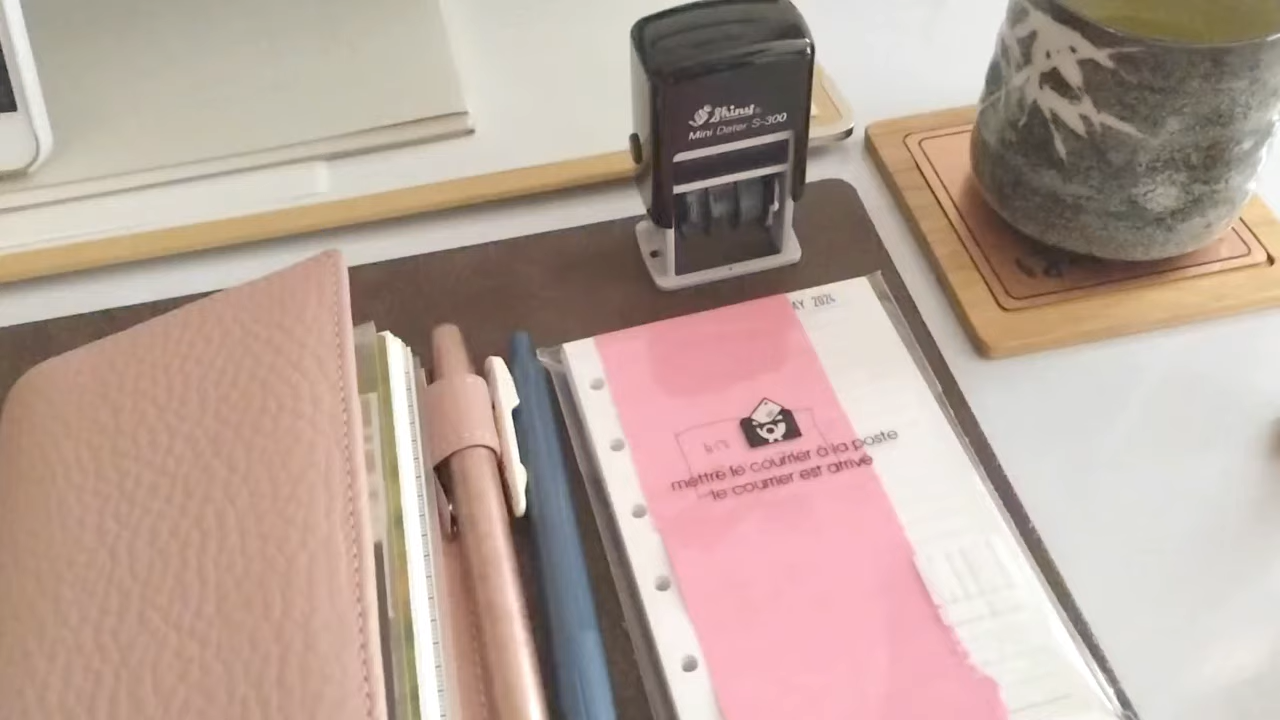 Shiny
Mini Dater S-300
AY 202
mettre le courrier à la poste
le courrier est arrivé